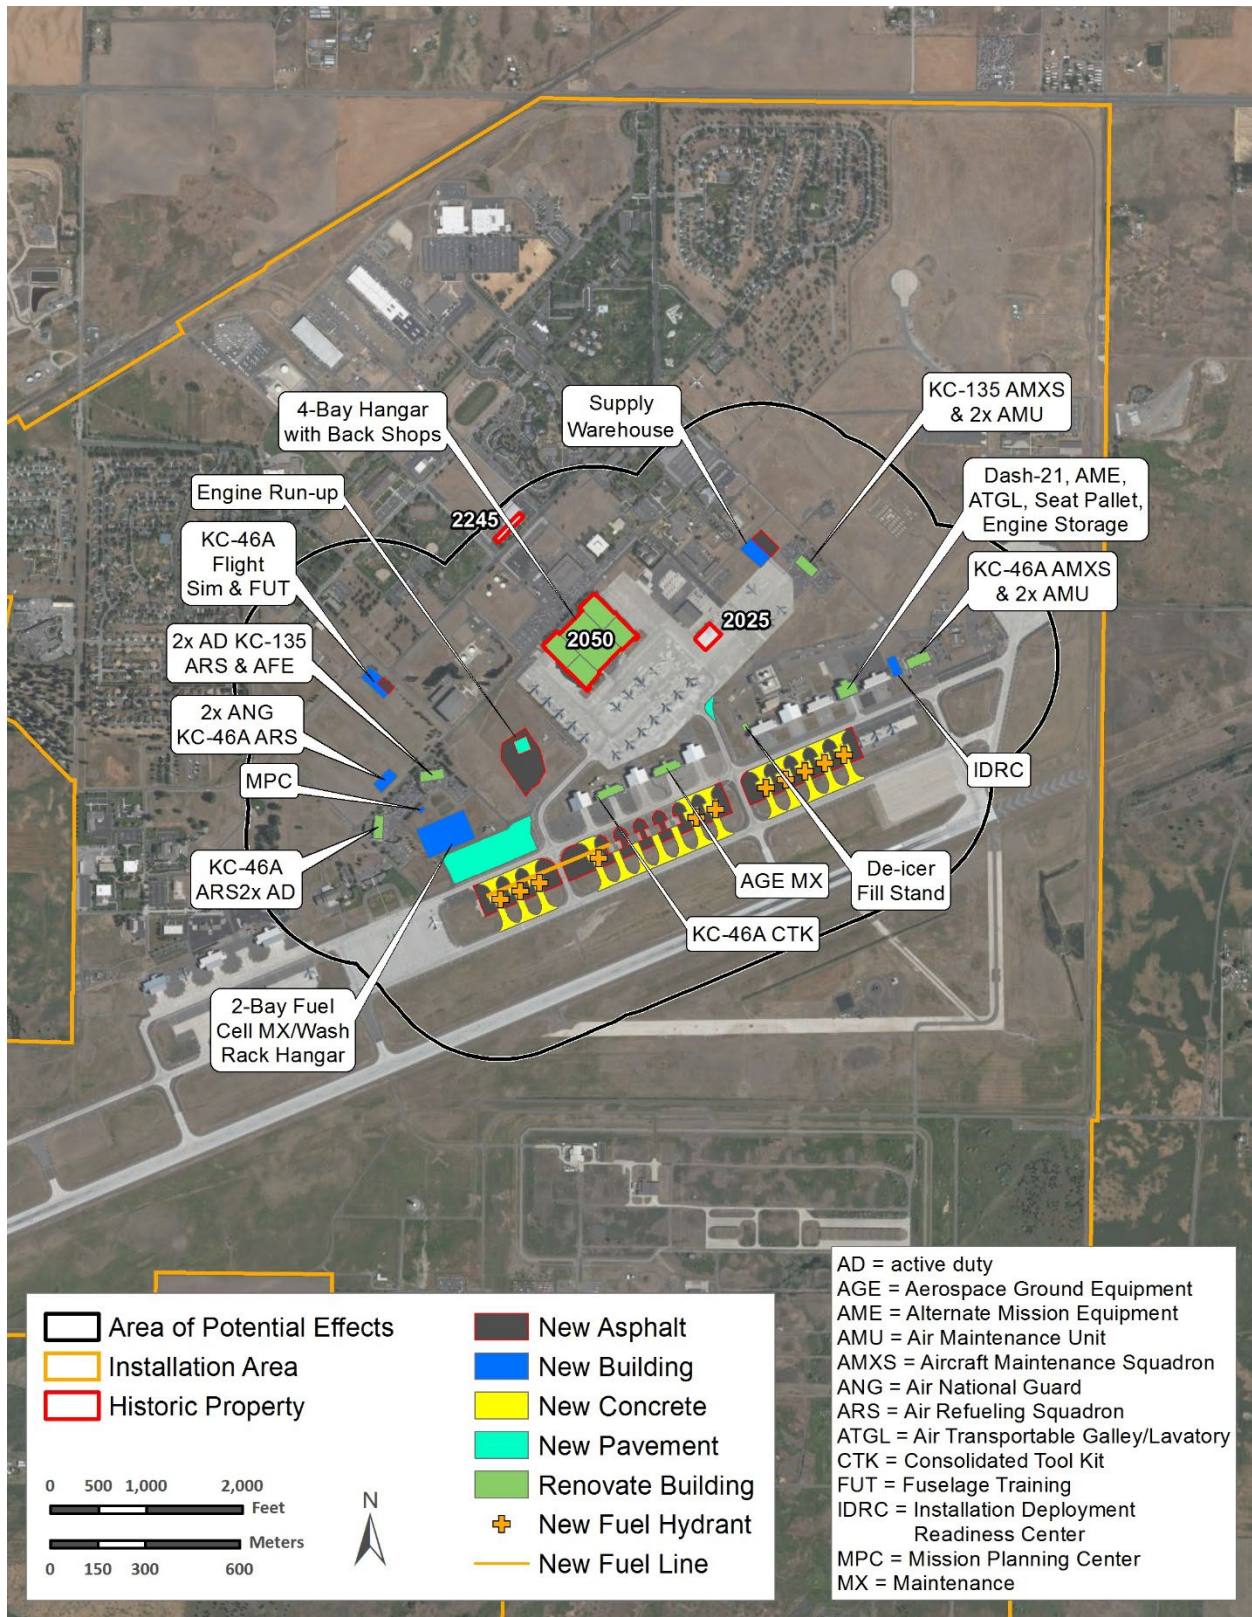 4-Bay Hangar
with Back Shops
Supply
Warehouse
KC-135 AMXS
& 2x AMU
Engine Run-up
Dash-21, AME,
ATGL, Seat Pallet,
Engine Storage
2245
KC-46A
Flight
Sim & FUT
KC-46A AMXS
& 2x AMU
2050
2025
2x AD KC-135
ARS & AFE
2x ANG
KC-46A ARS
MPC
IDRC
KC-46A
ARS2x AD
AGE MX
De-icer
Fill Stand
KC-46A CTK
2-Bay Fuel
Cell MX/Wash
Rack Hangar
Area of Potential Effects
Installation Area
Historic Property
0 500 1,000 2,000
Feet
Meters
0 150 300 600
N
New Asphalt
New Building
New Concrete
New Pavement
Renovate Building
New Fuel Hydrant
New Fuel Line
AD = active duty
AGE = Aerospace Ground Equipment
AME = Alternate Mission Equipment
AMU = Air Maintenance Unit
AMXS = Aircraft Maintenance Squadron
ANG = Air National Guard
ARS = Air Refueling Squadron
ATGL = Air Transportable Galley/Lavatory
CTK = Consolidated Tool Kit
FUT = Fuselage Training
IDRC = Installation Deployment
Readiness Center
MPC = Mission Planning Center
MX = Maintenance